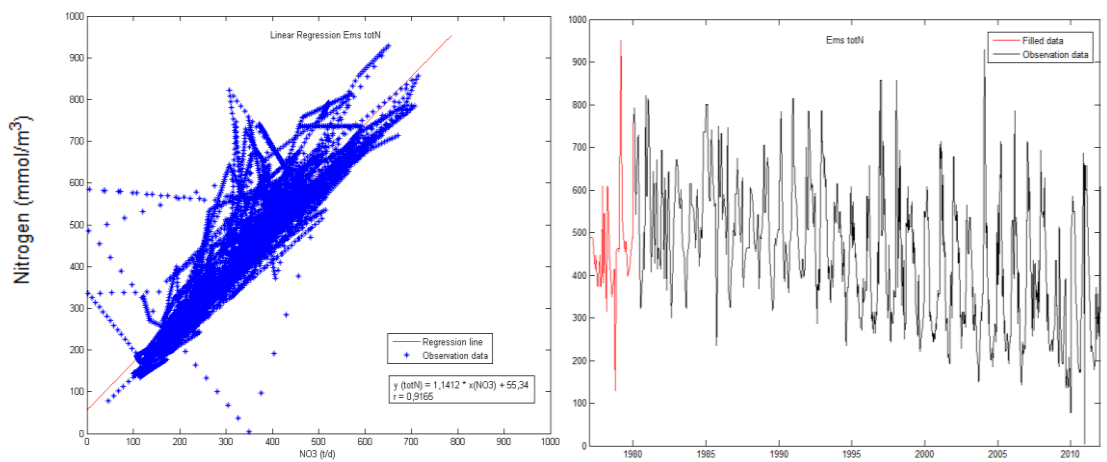 Nitrogen (mmol/m³)
Linear Regression Ems totN
1000
900
800
700
600
500
400
300
200
100
0
Regression line
Observation data
y (totN) = 1,1412 * x(NO3) + 55,34
r = 0,9165
0 100 200 300 400 500 600 700 800 900 1000
NO3 (t/d)
Ems totN
1000
900
800
700
600
500
400
300
200
100
0
Filled data
Observation data
1980 1985 1990 1995 2000 2005 2010